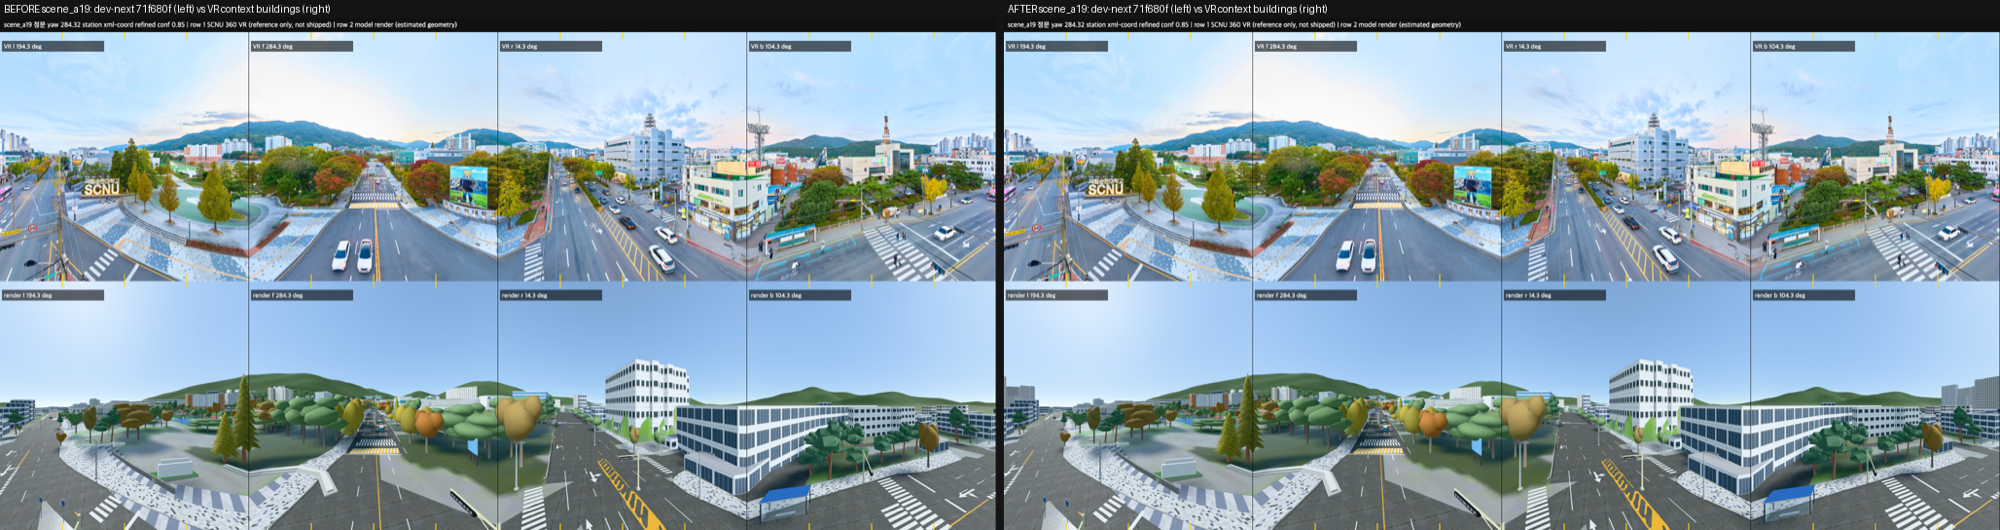 BEFORE scene_a19: dev-next 71f680f (left) vs VR context buildings (right)
scene_a19 정문 yaw 284.32 station xml-coord refined conf 0.85 | row 1 SCNU 360 VR (reference only, not shipped) | row 2 model render (estimated geometry)
VR l 194.3 deg
VR f 284.3 deg
VR r 14.3 deg
VR b 104.3 deg
SCNU
render l 194.3 deg
render f 284.3 deg
render r 14.3 deg
render b 104.3 deg
AFTER scene_a19: dev-next 71f680f (left) vs VR context buildings (right)
scene_a19 정문 yaw 284.32 station xml-coord refined conf 0.85 | row 1 SCNU 360 VR (reference only, not shipped) | row 2 model render (estimated geometry)
VR l 194.3 deg
VR f 284.3 deg
VR r 14.3 deg
VR b 104.3 deg
SCNU
render l 194.3 deg
render f 284.3 deg
render r 14.3 deg
render b 104.3 deg